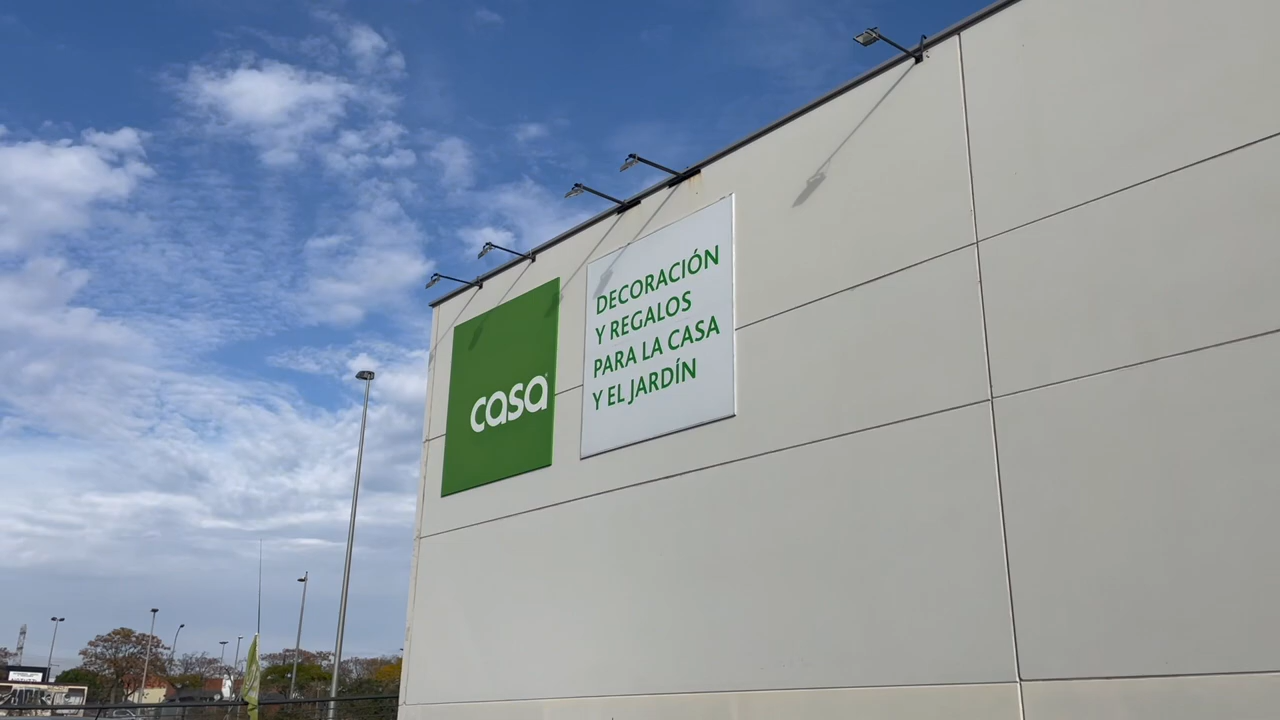 casa
DECORACIÓN
Y REGALOS
PARA LA CASA
Y EL JARDÍN